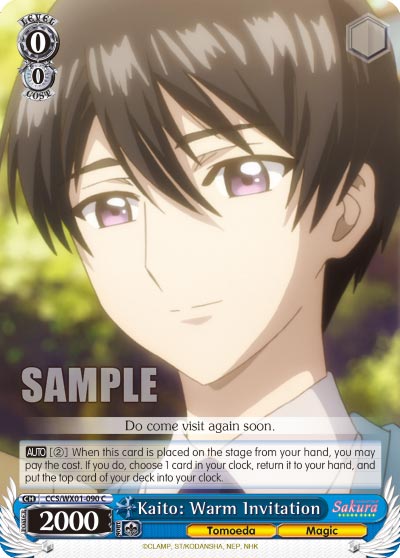 LEVEL
0
0
COST
SAMPLE
Do come visit again soon.
AUTO [②] When this card is placed on the stage from your hand, you may
pay the cost. If you do, choose 1 card in your clock, return it to your hand, and
put the top card of your deck into your clock.
CH CCS/WX01-090 C
POWER 2000 SOUL Kaito: Warm Invitation Sakura
Tomoeda Magic
©CLAMP, ST/KODANSHA, NEP, NHK